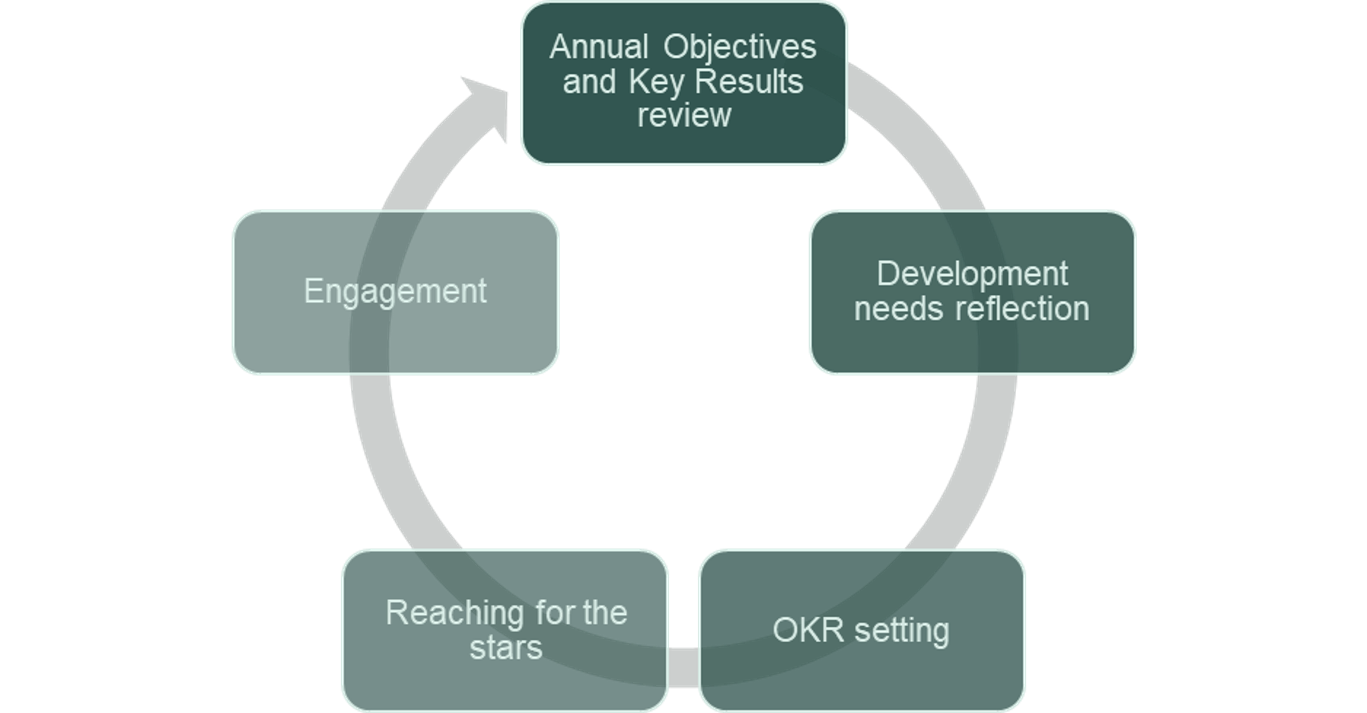 Annual Objectives
and Key Results
review
Development
needs reflection
OKR setting
Reaching for the
stars
Engagement